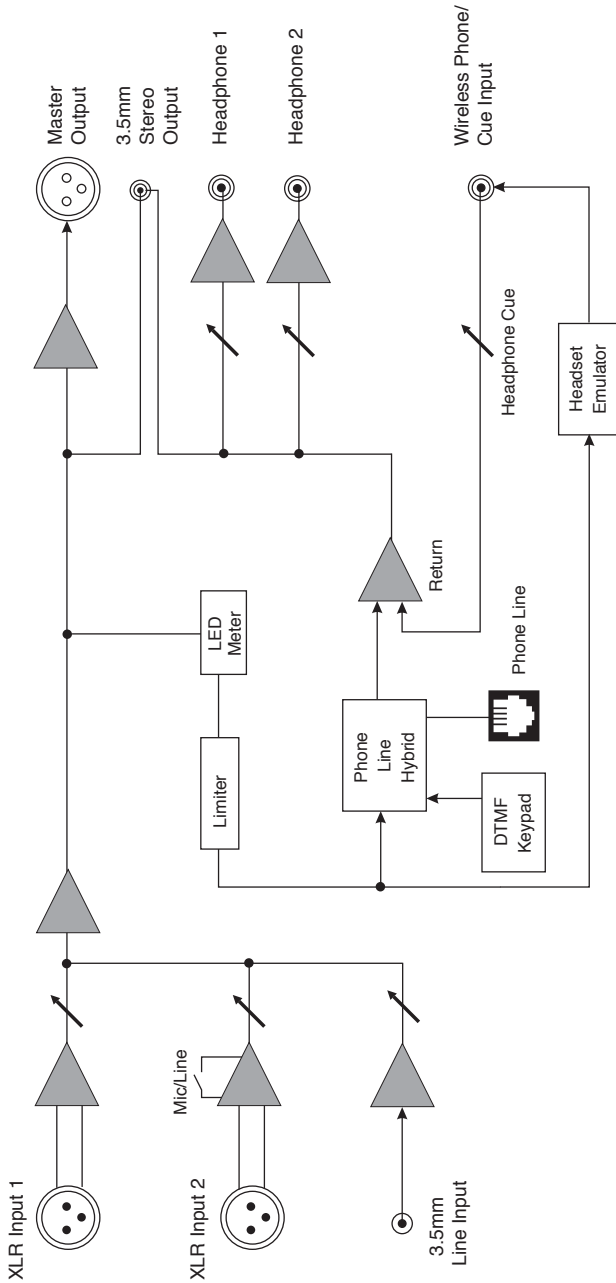 XLR Input 1
XLR Input 2
Mic/Line
3.5mm
Line Input
Limiter
LED
Meter
Phone
Line
Hybrid
DTMF
Keypad
Phone Line
Return
Master
Output
3.5mm
Stereo
Output
Headphone 1
Headphone 2
Wireless Phone/
Cue Input
Headphone Cue
Headset
Emulator